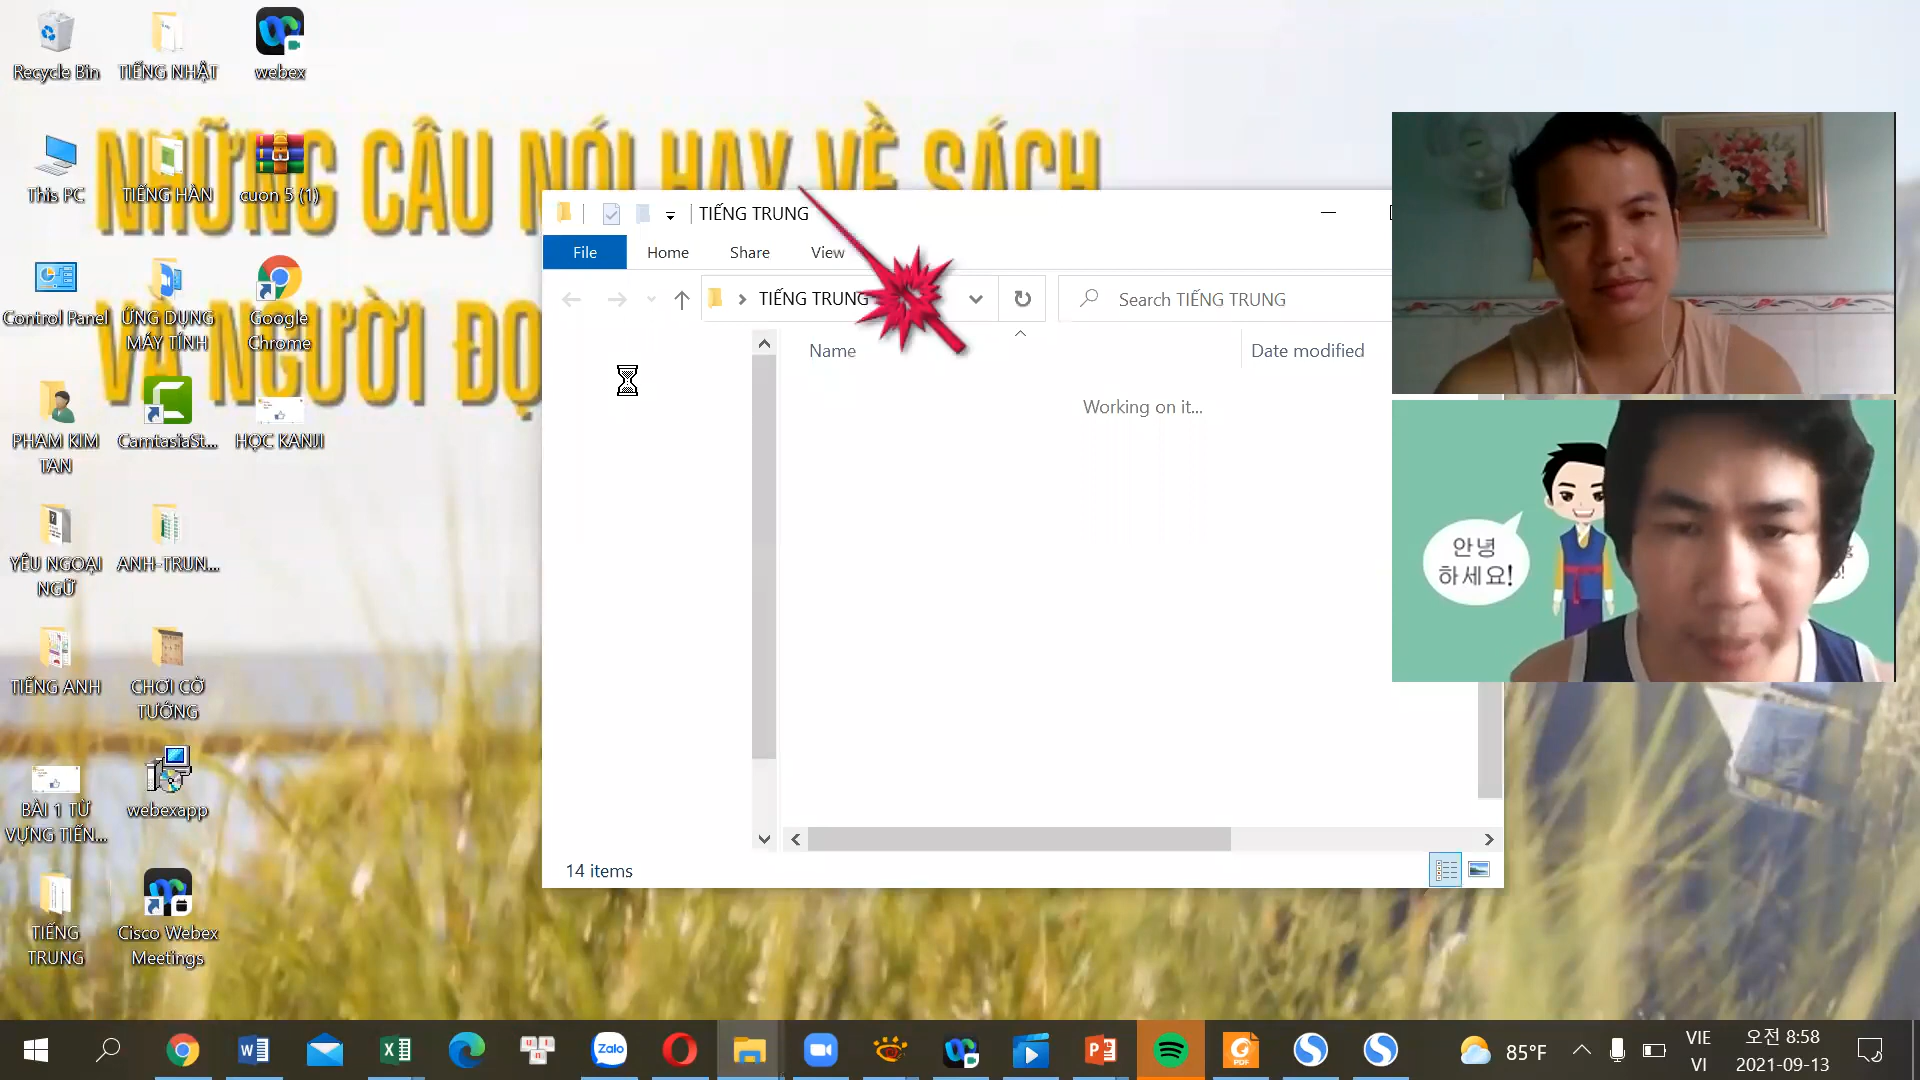 Recycle Bin
TIẾNG NHẬT
webex
NHỮNG CÂU NÓI HAY VỀ SÁCH
This PC
TIẾNG HÀN
cuon 5 (1)
TIẾNG TRUNG
File
Home
Share
View
TIẾNG TRUNG
Search TIẾNG TRUNG
Control Panel
ỨNG DỤNG
MÁY TÍNH
Google
Chrome
VÀ NGƯỜI ĐỌ
Name
Date modified
Working on it...
PHAM KIM
TAN
CamtasiaSt...
HỌC KANJI
YÊU NGOẠI
NGỮ
ANH-TRUN...
안녕
하세요!
TIẾNG ANH
CHƠI CỜ
TƯỚNG
BÀI 1 TỪ
VỰNG TIẾN...
webexapp
14 items
TIẾNG
TRUNG
Cisco Webex
Meetings
Zalo
PDF
85°F
VIE
VI
오전 8:58
2021-09-13